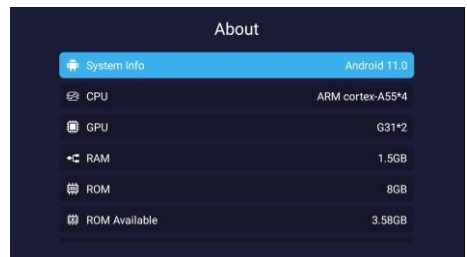 About
System Info Android 11.0
CPU ARM cortex-A55*4
GPU G31*2
RAM 1.5GB
ROM 8GB
ROM Available 3.58GB